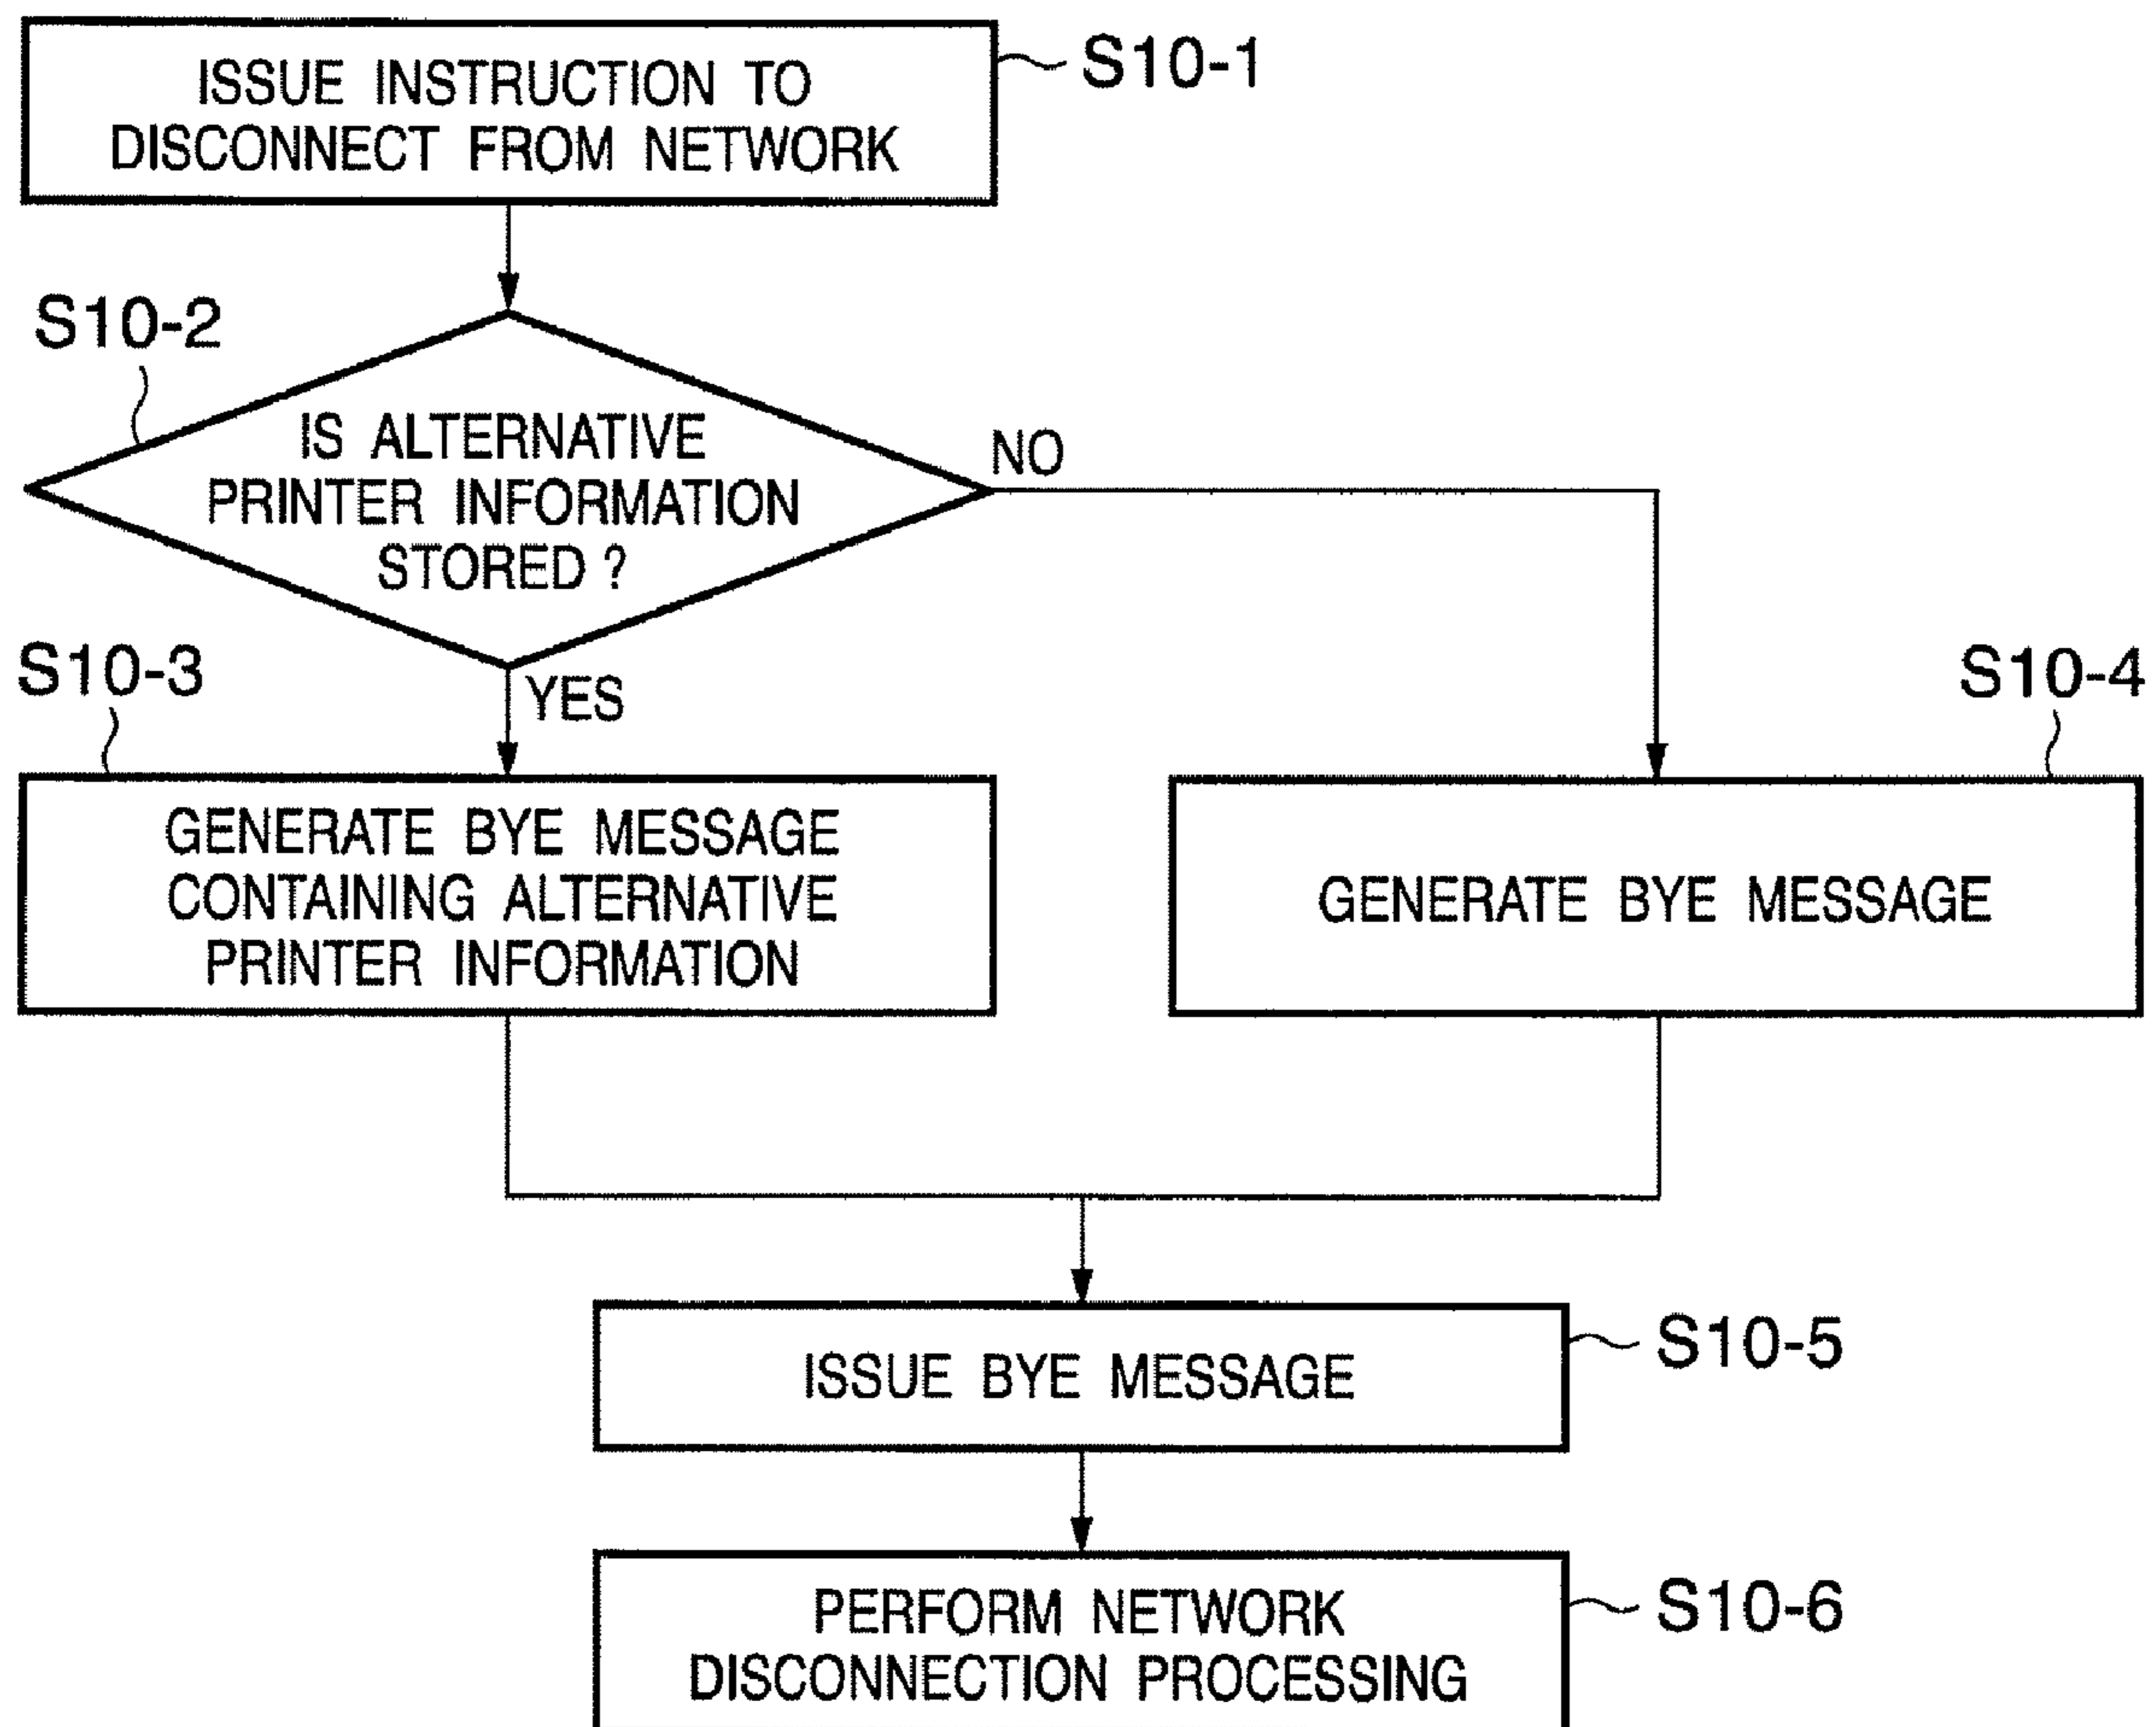 ISSUE INSTRUCTION TO
DISCONNECT FROM NETWORK
S10-1
S10-2
IS ALTERNATIVE
PRINTER INFORMATION
STORED ?
NO
YES
S10-3
GENERATE BYE MESSAGE
CONTAINING ALTERNATIVE
PRINTER INFORMATION
S10-4
GENERATE BYE MESSAGE
ISSUE BYE MESSAGE
S10-5
PERFORM NETWORK
DISCONNECTION PROCESSING
S10-6